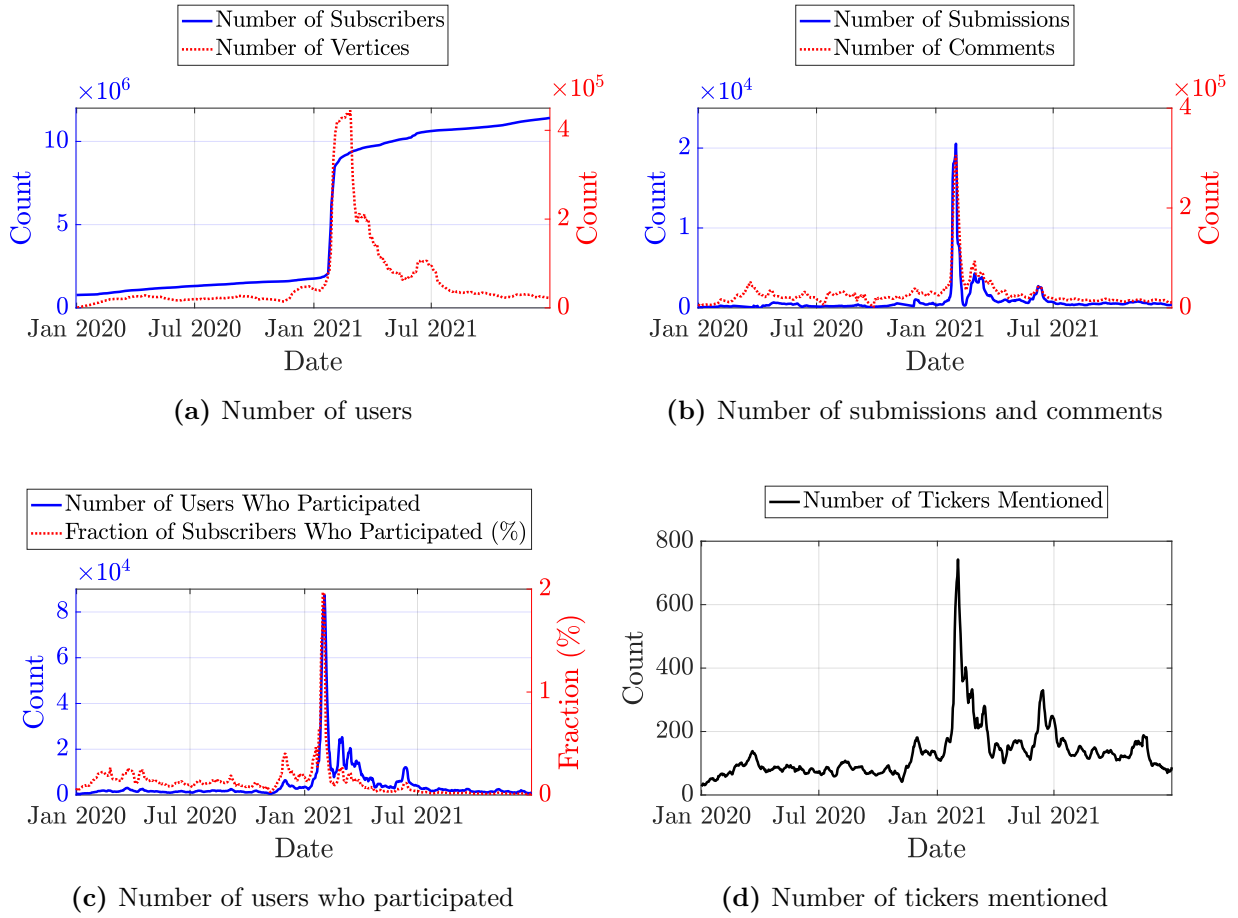 Number of Subscribers
Number of Vertices
×10^6
×10^5
10
5
0
4
2
0
Count
Count
Jan 2020 Jul 2020 Jan 2021 Jul 2021
Date
(a) Number of users
Number of Submissions
Number of Comments
×10^4
×10^5
2
1
0
4
2
0
Count
Count
Jan 2020 Jul 2020 Jan 2021 Jul 2021
Date
(b) Number of submissions and comments
Number of Users Who Participated
Fraction of Subscribers Who Participated (%)
×10^4
8
6
4
2
0
2
1
0
Count
Fraction (%)
Jan 2020 Jul 2020 Jan 2021 Jul 2021
Date
(c) Number of users who participated
Number of Tickers Mentioned
800
600
400
200
0
Count
Jan 2020 Jul 2020 Jan 2021 Jul 2021
Date
(d) Number of tickers mentioned